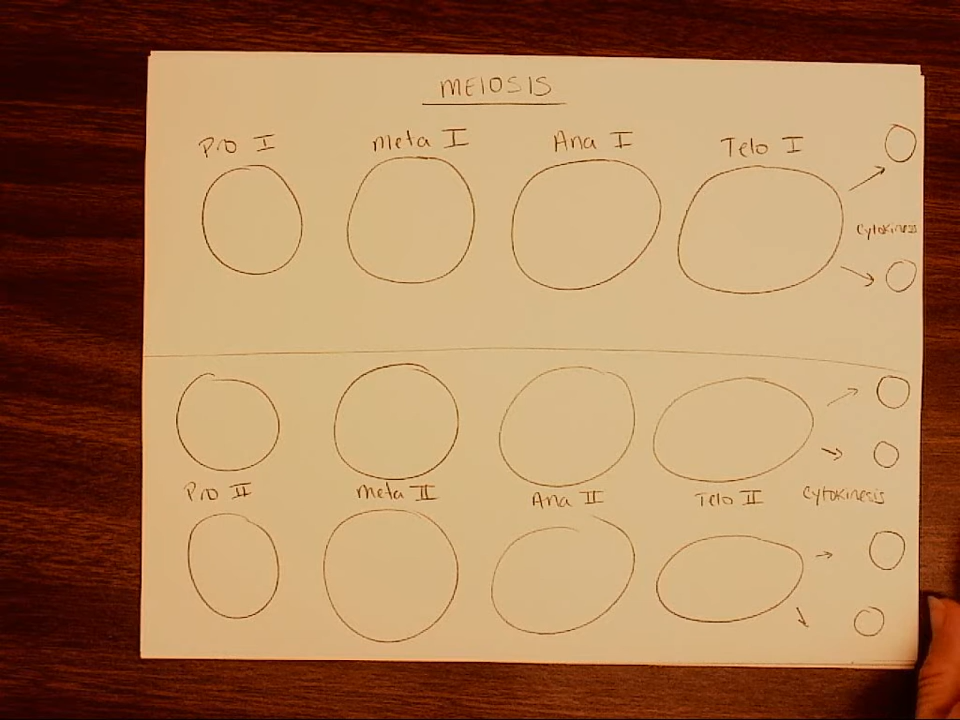 MEIOSIS
Pro I
Meta I
Ana I
Telo I
Cytokinesis
Pro II
Meta II
Ana II
Telo II
Cytokinesis